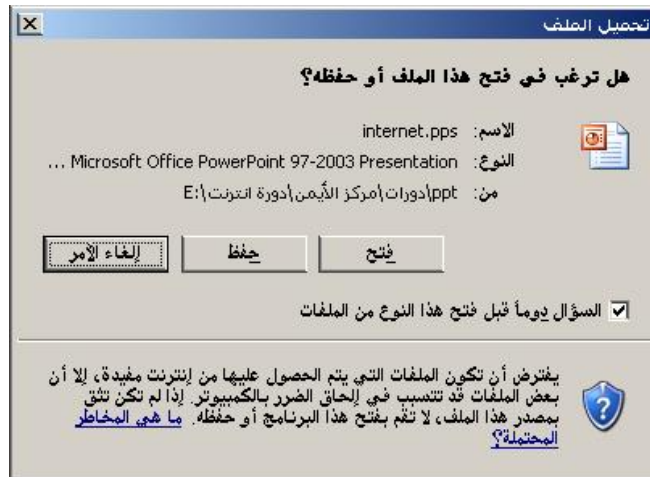 تحميل الملف
هل ترغب في فتح هذا الملف أو حفظه؟
الاسم: internet.pps
النوع: Microsoft Office PowerPoint 97-2003 Presentation ...
من: ppt\دورات\مركز الأيمن\دورة انترنت\:E
فتح
حفظ
إلغاء الأمر
السؤال دوماً قبل فتح هذا النوع من الملفات
يفترض أن تكون الملفات التي يتم الحصول عليها من إنترنت مفيدة، إلا أن
بعض الملفات قد تتسبب في إلحاق الضرر بالكمبيوتر. إذا لم تكن تثق
بمصدر هذا الملف، لا تقم بفتح هذا البرنامج أو حفظه. ما هي المخاطر
المحتملة؟